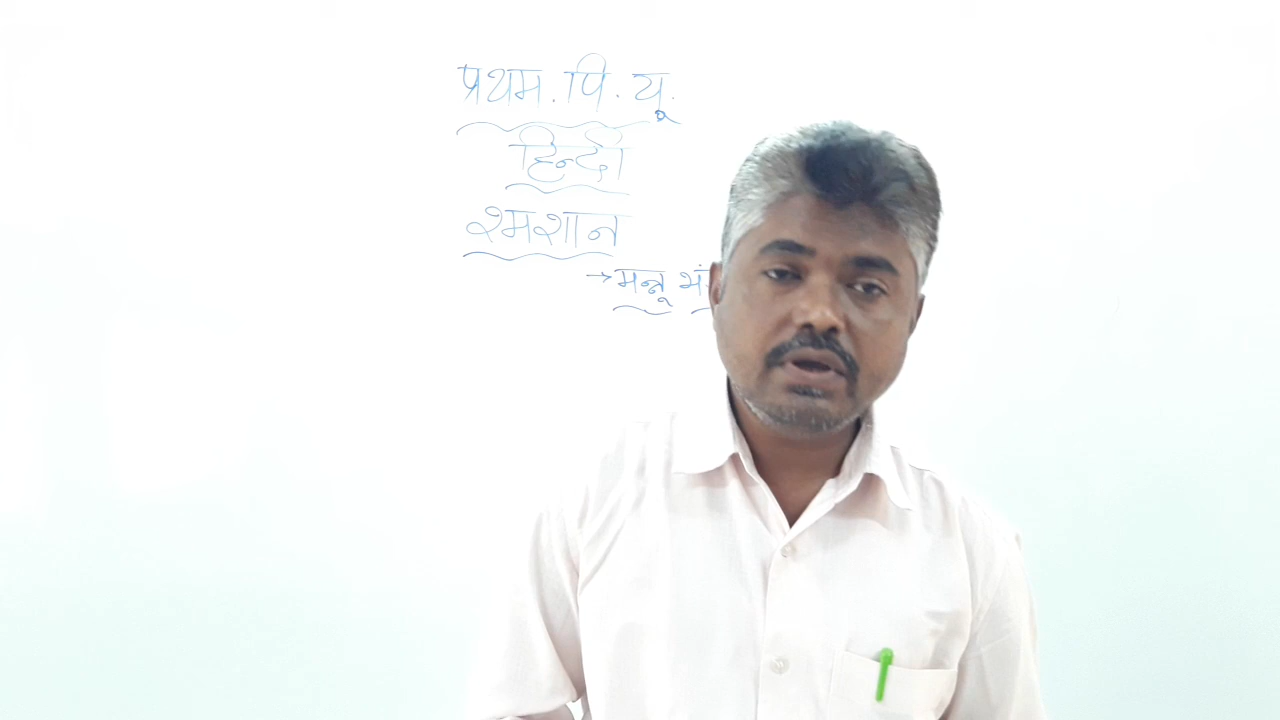 प्रथम. पि. यू.
हिन्दी
श्मशान
→ मन्नू